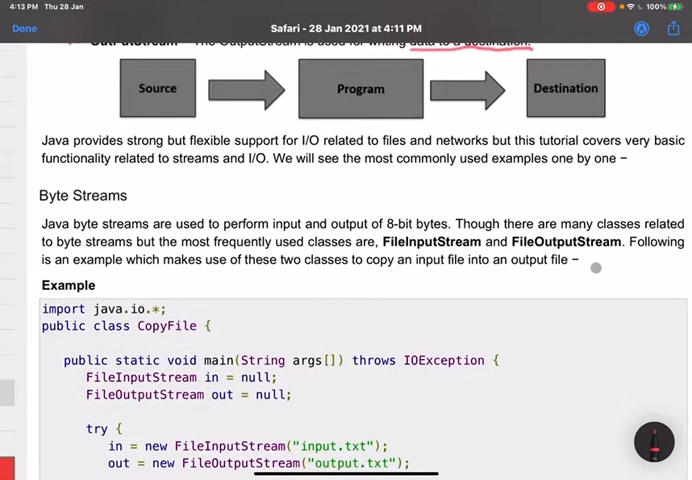 4:13 PM Thu 28 Jan
100%
Done
Safari - 28 Jan 2021 at 4:11 PM
OutPutStream − The OutputStream is used for writing data to a destination.
Source
Program
Destination
Java provides strong but flexible support for I/O related to files and networks but this tutorial covers very basic
functionality related to streams and I/O. We will see the most commonly used examples one by one −
Byte Streams
Java byte streams are used to perform input and output of 8-bit bytes. Though there are many classes related
to byte streams but the most frequently used classes are, FileInputStream and FileOutputStream. Following
is an example which makes use of these two classes to copy an input file into an output file −
Example
import java.io.*;
public class CopyFile {
public static void main(String args[]) throws IOException {
FileInputStream in = null;
FileOutputStream out = null;
try {
in = new FileInputStream("input.txt");
out = new FileOutputStream("output.txt");